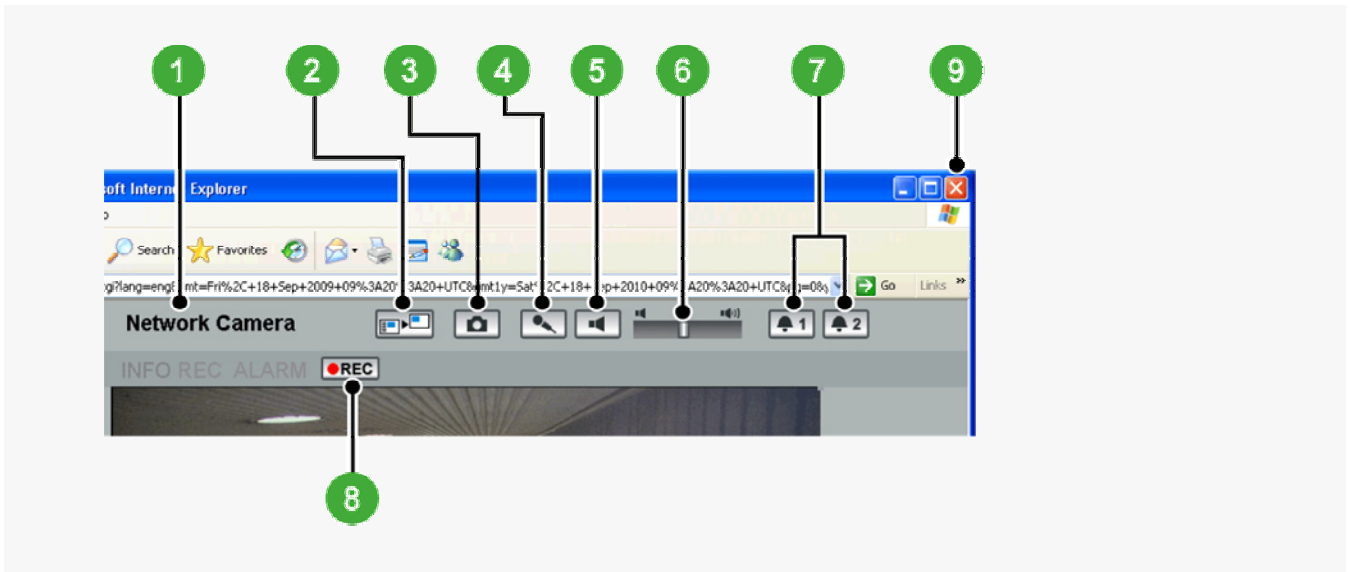 1 2 3 4 5 6 7 9
soft Internet Explorer
Search Favorites
Go Links »
Network Camera 1 2
INFO REC ALARM REC
8